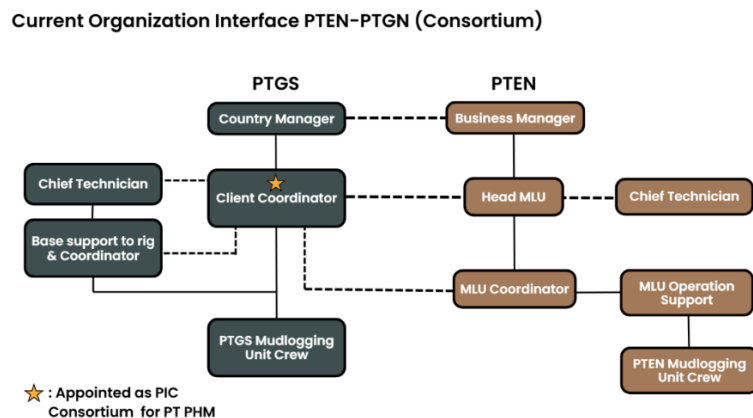 Current Organization Interface PTEN-PTGN (Consortium)
PTGS
PTEN
Country Manager
Business Manager
Chief Technician
Client Coordinator
Head MLU
Chief Technician
Base support to rig
& Coordinator
MLU Coordinator
MLU Operation
Support
PTGS Mudlogging
Unit Crew
PTEN Mudlogging
Unit Crew
: Appointed as PIC
Consortium for PT PHM